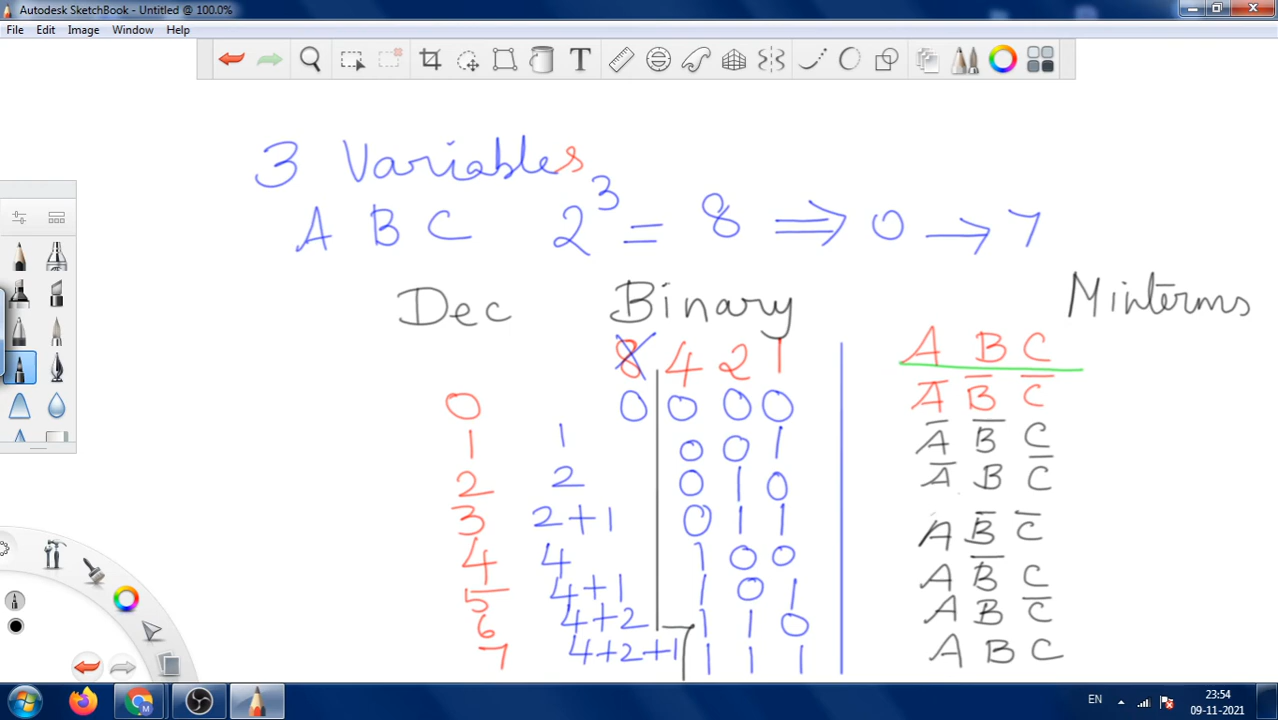 Autodesk SketchBook - Untitled @ 100.0%
File Edit Image Window Help
3 Variables
A B C 2³ = 8 ⟹ 0 → 7
Dec Binary Minterms
8 4 2 1 A B C
0 0 0 0 0 A̅ B̅ C̅
1 1 0 0 1 A̅ B̅ C
2 2 0 1 0 A̅ B C̅
3 2+1 0 1 1 A B̅ C̅
4 4 1 0 0
5 4+1 1 0 1 A B̅ C
6 4+2 1 1 0 A B C̅
7 4+2+1 1 1 1 A B C
EN 23:54
09-11-2021